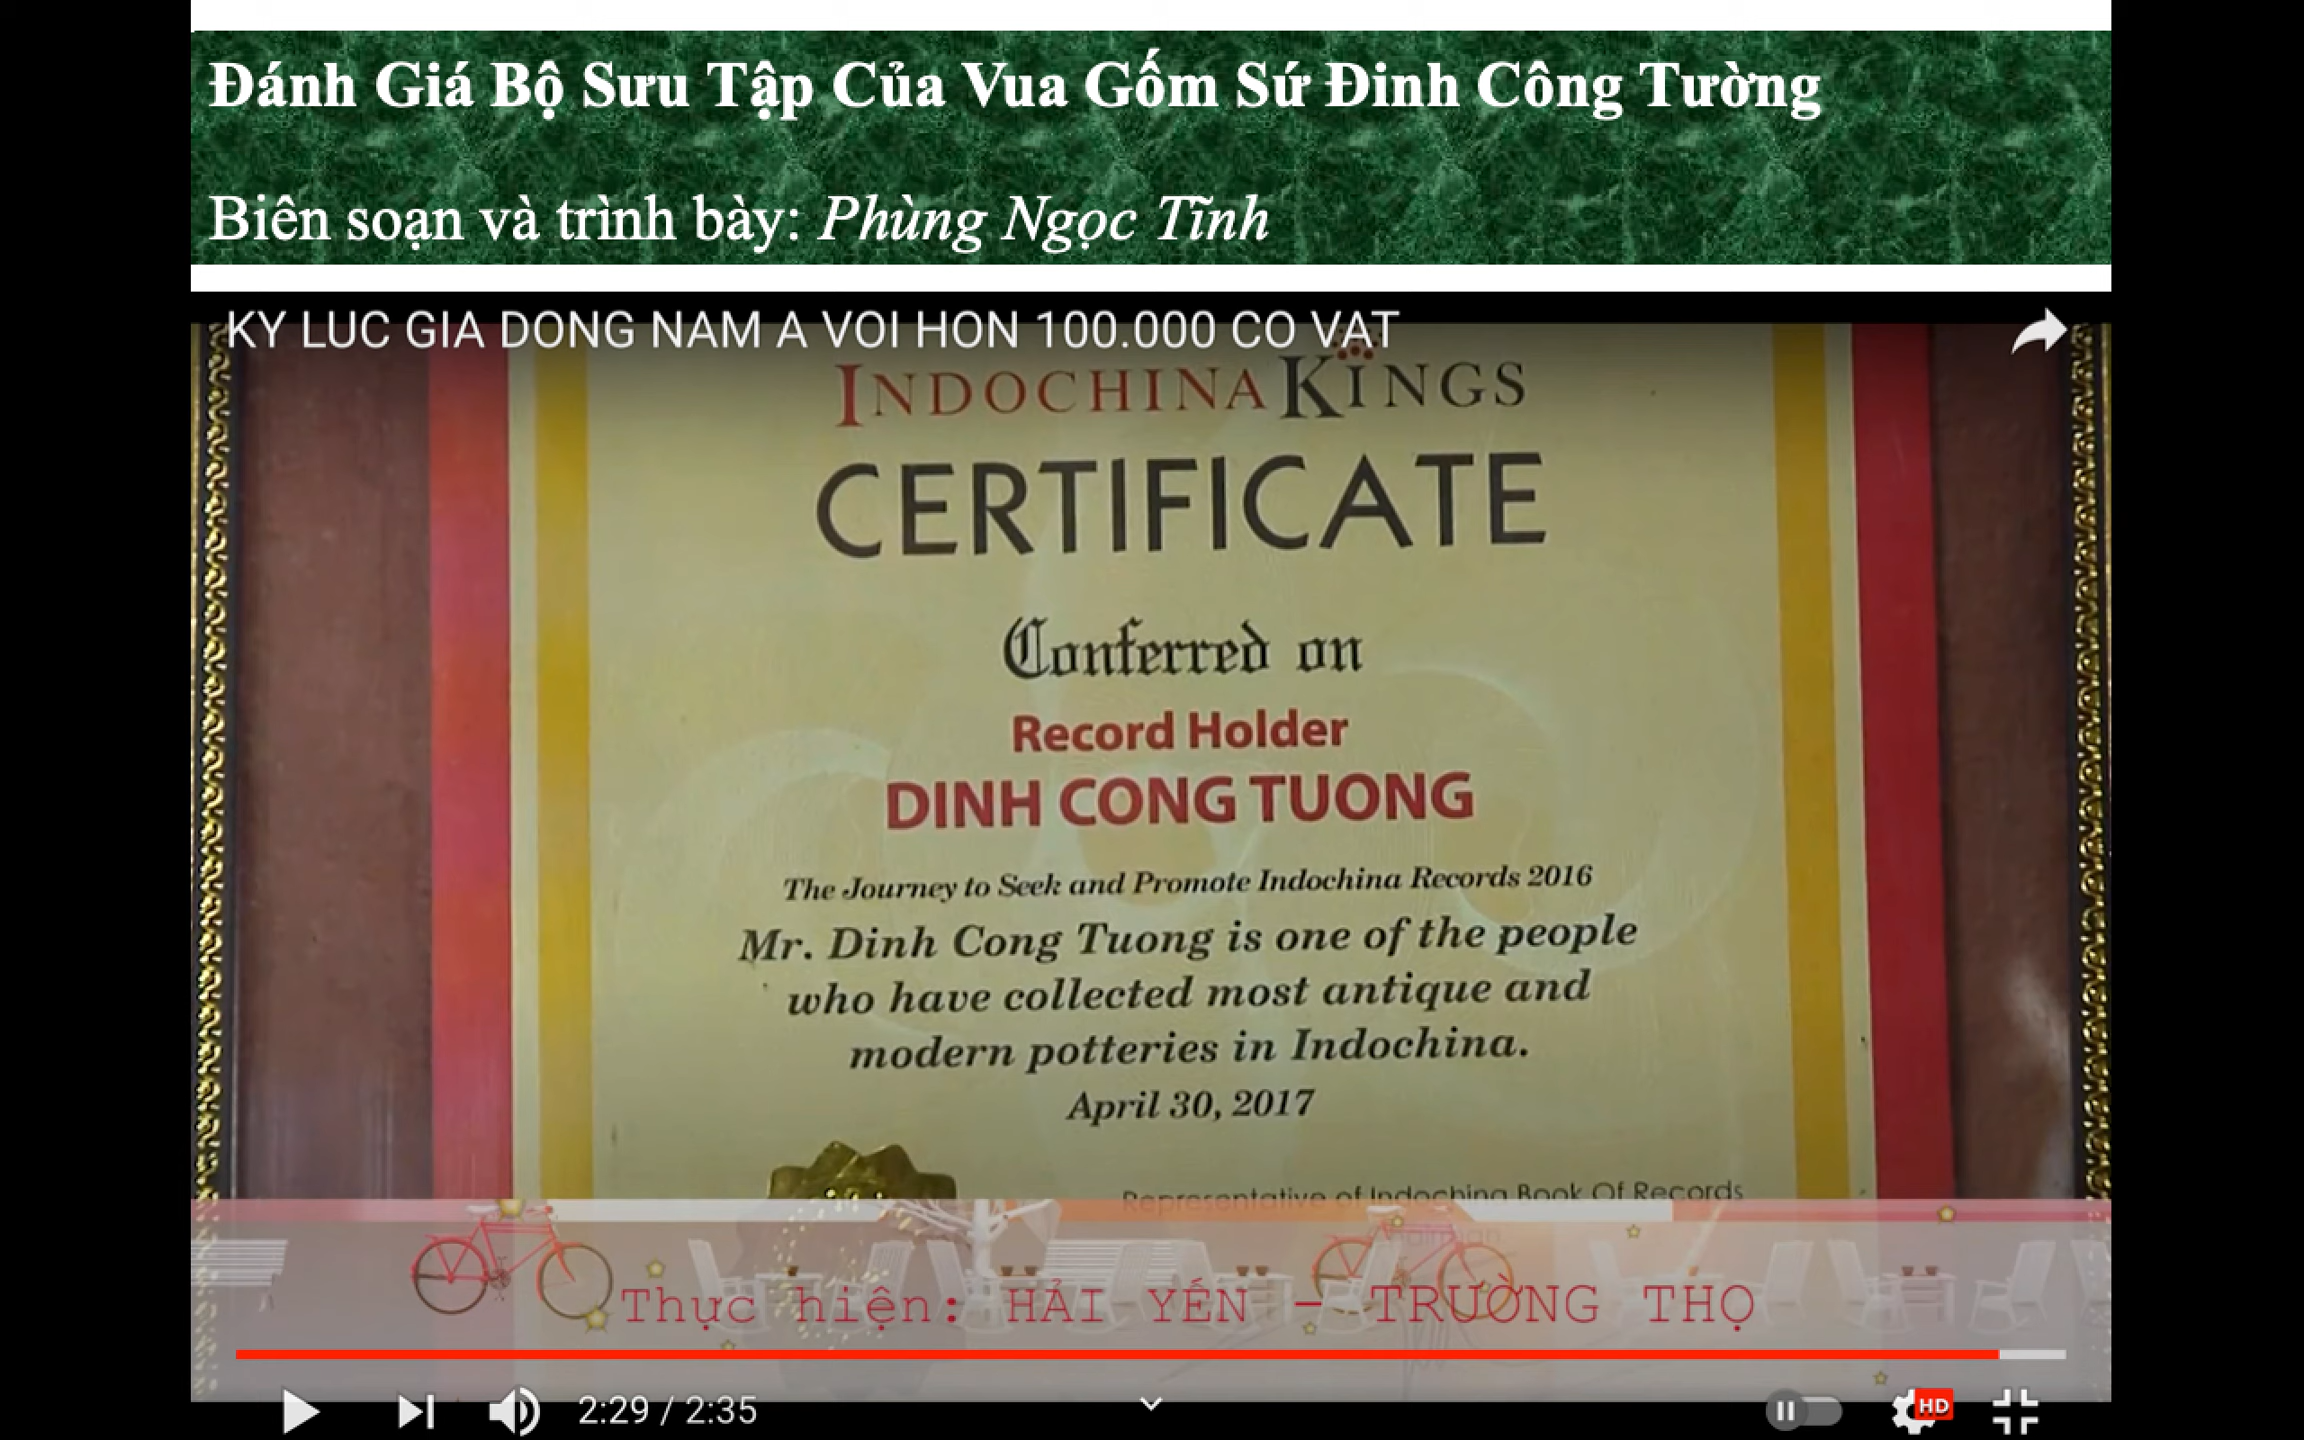 Đánh Giá Bộ Sưu Tập Của Vua Gốm Sứ Đinh Công Tường
Biên soạn và trình bày: Phùng Ngọc Tĩnh
KY LUC GIA DONG NAM A VOI HON 100.000 CO VAT
INDOCHINA KINGS
CERTIFICATE
Conferred on
Record Holder
DINH CONG TUONG
The Journey to Seek and Promote Indochina Records 2016
Mr. Dinh Cong Tuong is one of the people
who have collected most antique and
modern potteries in Indochina.
April 30, 2017
Representative of Indochina Book Of Records
Thực hiện: HẢI YẾN - TRƯỜNG THỌ
2:29 / 2:35
HD